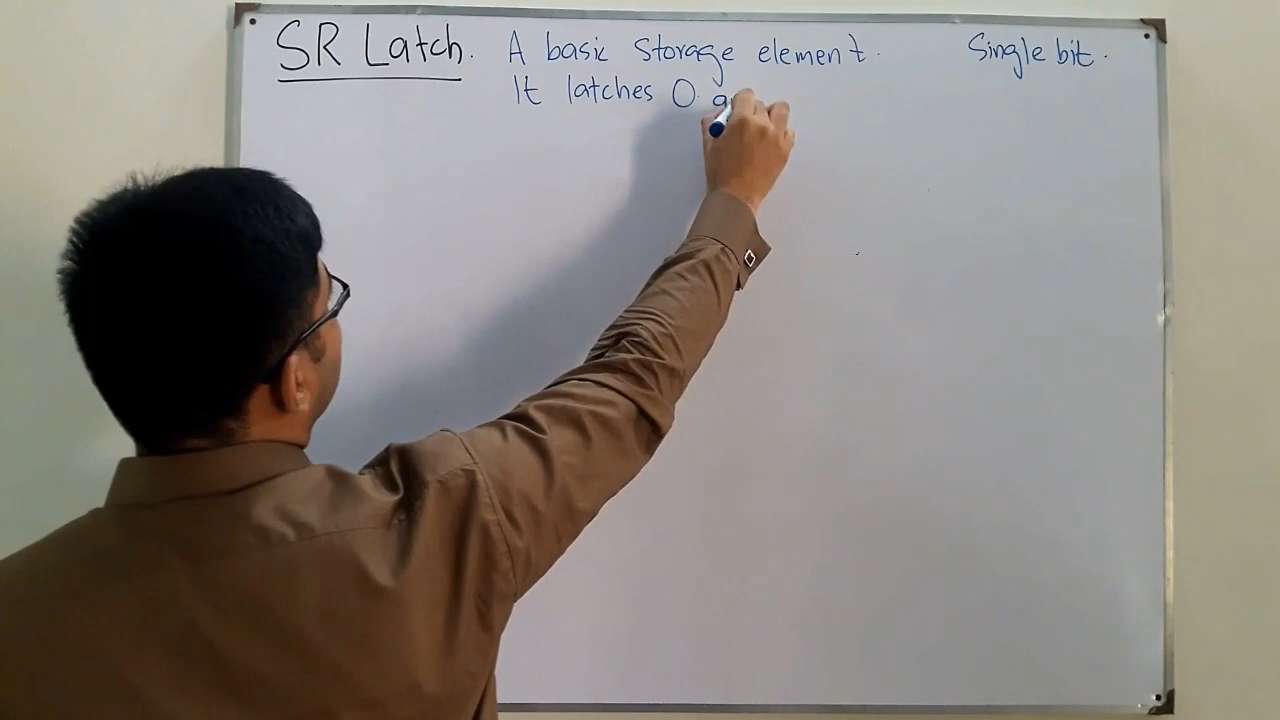 SR Latch. A basic storage element. Single bit.
It latches 0.